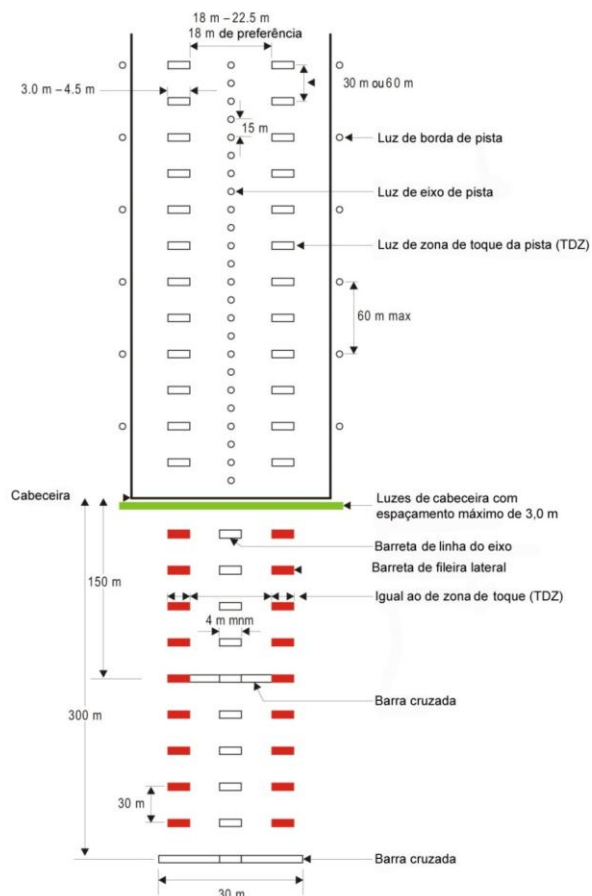 18 m – 22.5 m
18 m de preferência
3.0 m – 4.5 m
30 m ou 60 m
15 m
Luz de borda de pista
Luz de eixo de pista
Luz de zona de toque da pista (TDZ)
60 m max
Cabeceira
Luzes de cabeceira com
espaçamento máximo de 3,0 m
Barreta de linha do eixo
Barreta de fileira lateral
150 m
Igual ao de zona de toque (TDZ)
4 m mnm
Barra cruzada
300 m
30 m
Barra cruzada
30 m